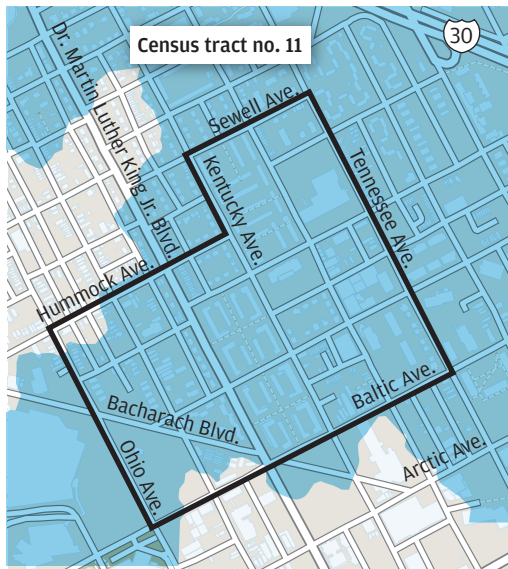 Census tract no. 11
30
Dr. Martin Luther King Jr. Blvd.
Sewell Ave.
Kentucky Ave.
Tennessee Ave.
Hummock Ave.
Bacharach Blvd.
Baltic Ave.
Ohio Ave.
Arctic Ave.